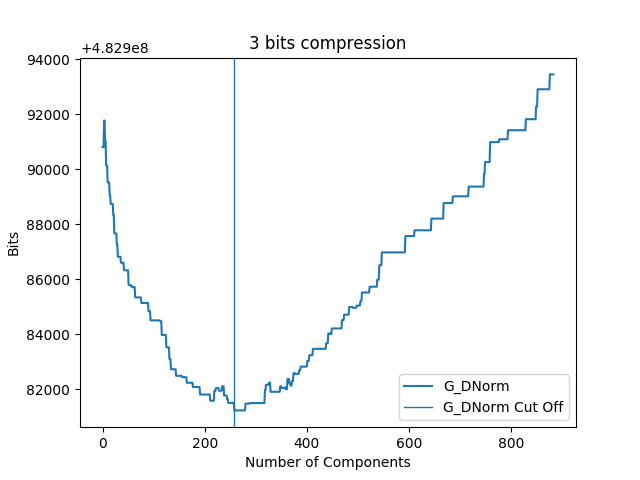 3 bits compression
+4.829e8
94000
92000
90000
88000
86000
84000
82000
Bits
0
200
400
600
800
Number of Components
G_DNorm
G_DNorm Cut Off